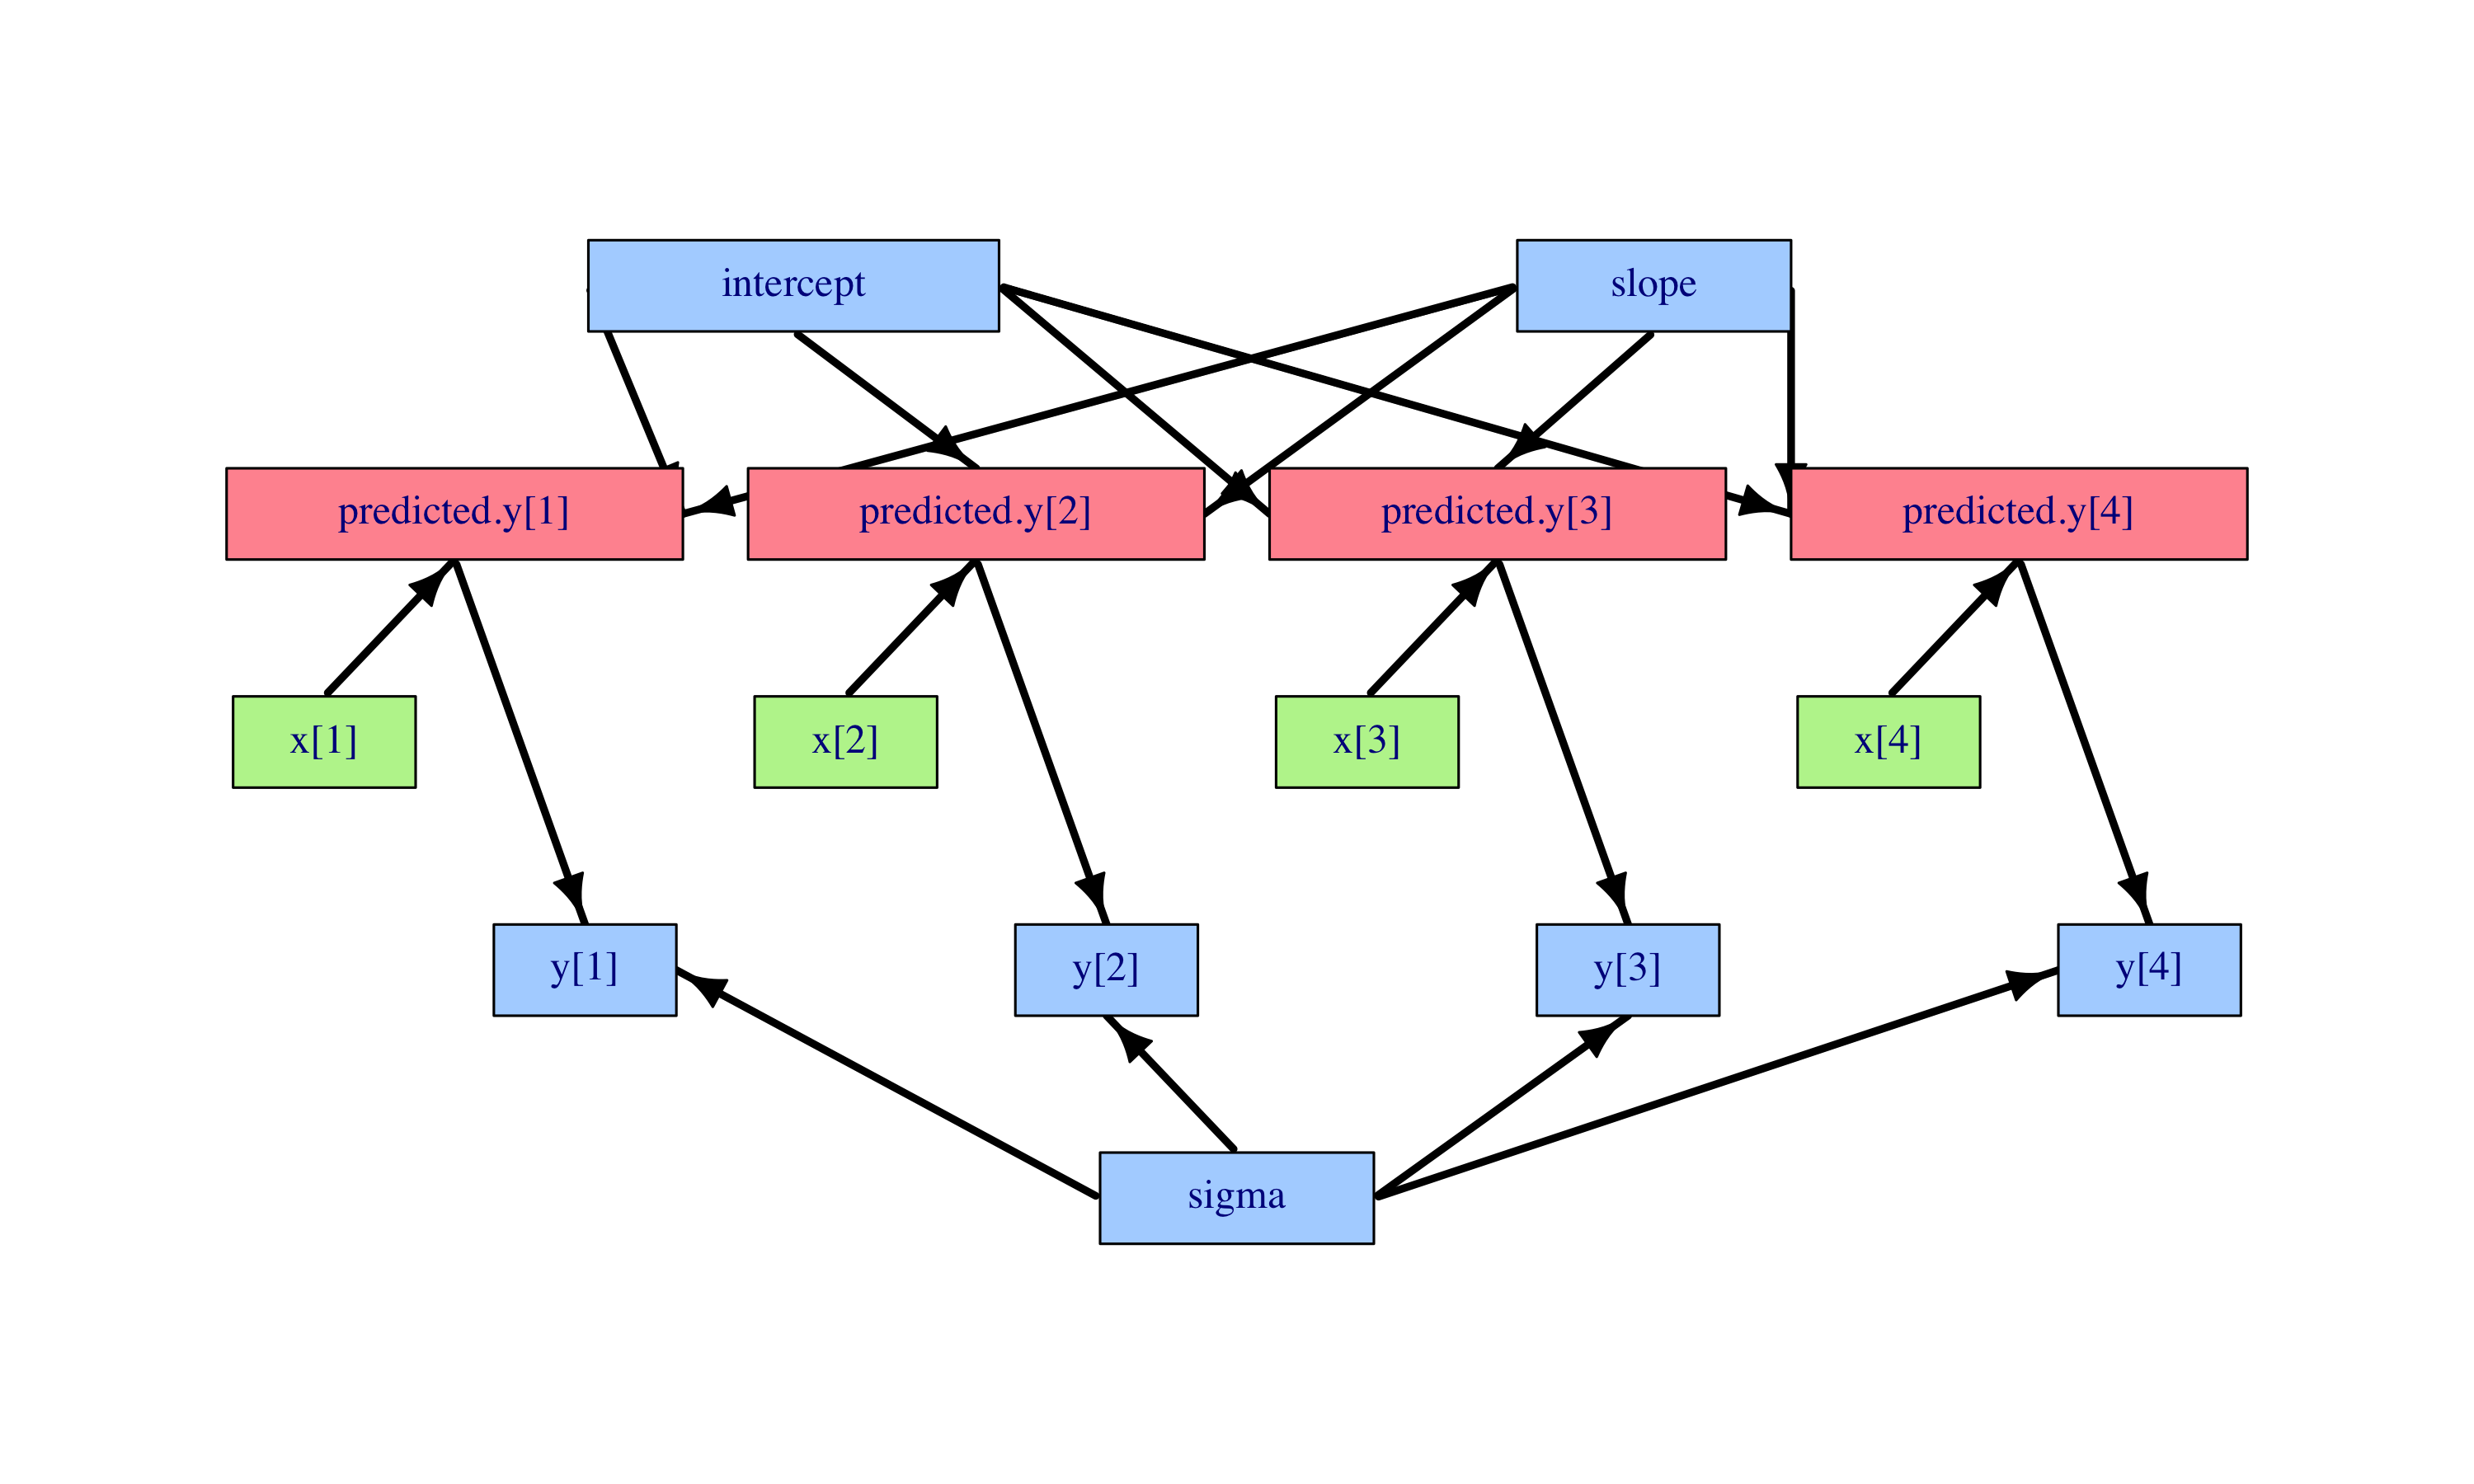 intercept
slope
predicted.y[1]
predicted.y[2]
predicted.y[3]
predicted.y[4]
x[1]
x[2]
x[3]
x[4]
y[1]
y[2]
y[3]
y[4]
sigma